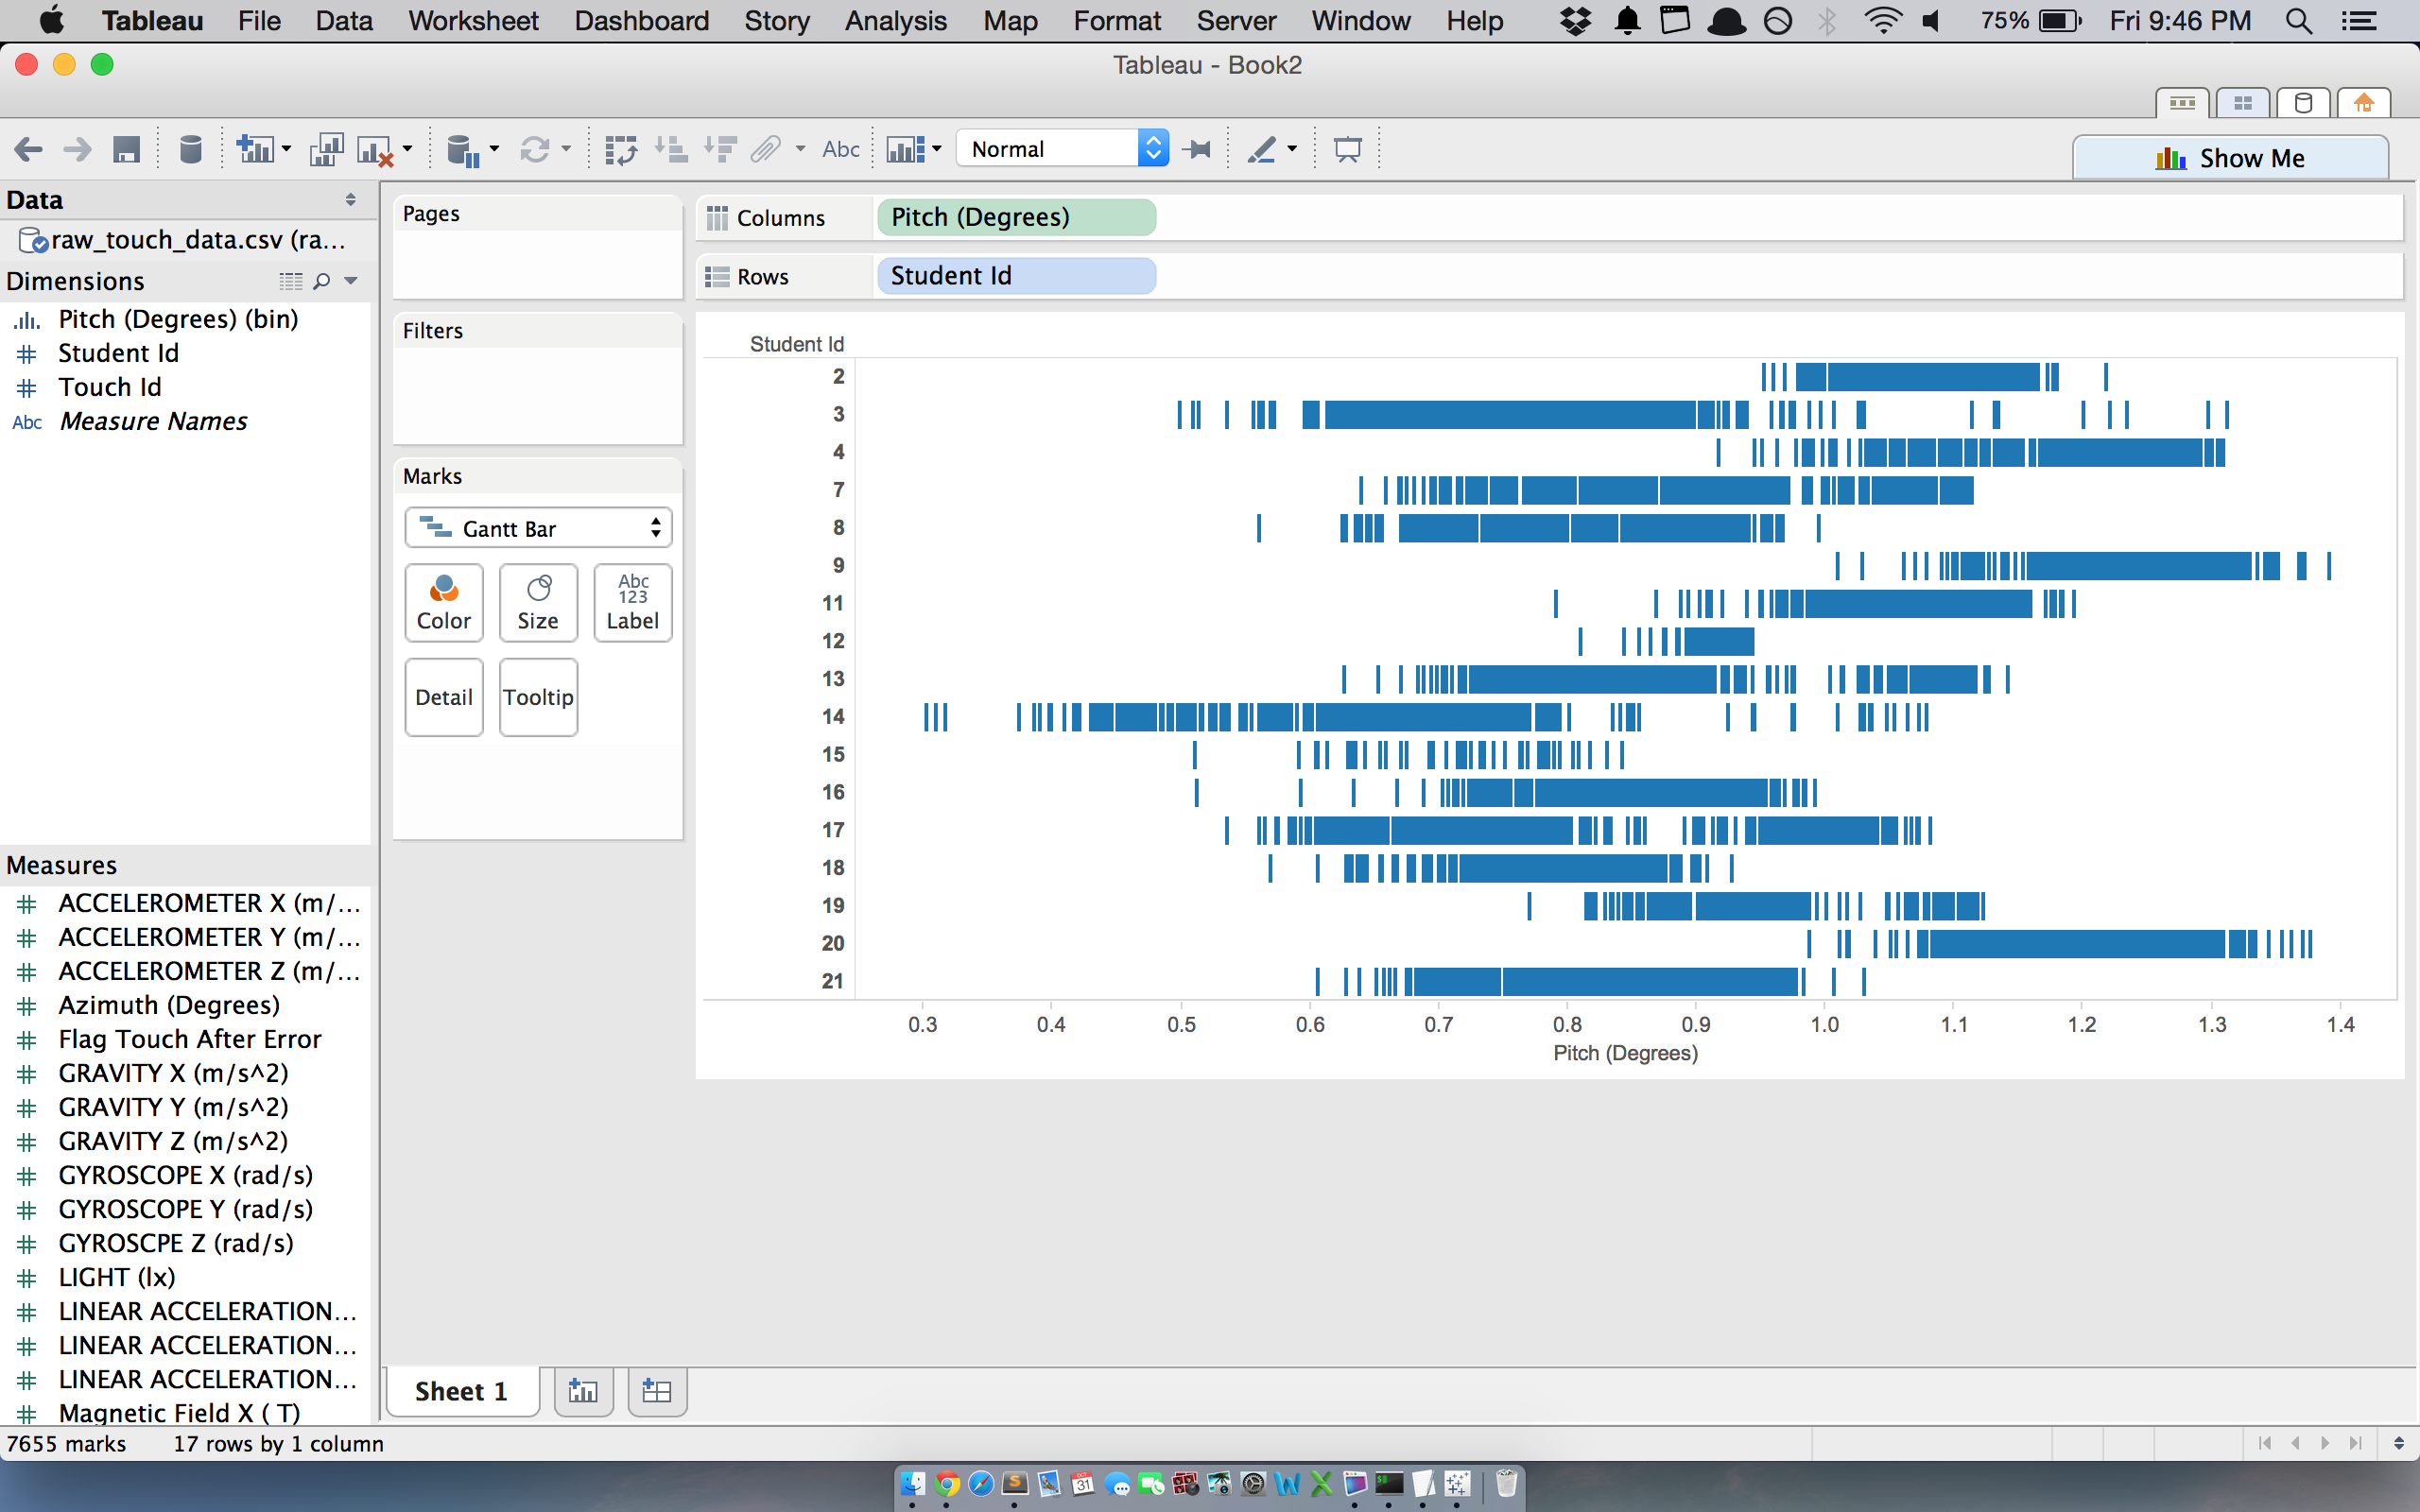 Tableau File Data Worksheet Dashboard Story Analysis Map Format Server Window Help 75% Fri 9:46 PM
Tableau - Book2
Abc Normal Show Me
Data
raw_touch_data.csv (ra...
Dimensions
Pitch (Degrees) (bin)
Student Id
Touch Id
Abc Measure Names
Measures
ACCELEROMETER X (m/...
ACCELEROMETER Y (m/...
ACCELEROMETER Z (m/...
Azimuth (Degrees)
Flag Touch After Error
GRAVITY X (m/s^2)
GRAVITY Y (m/s^2)
GRAVITY Z (m/s^2)
GYROSCOPE X (rad/s)
GYROSCOPE Y (rad/s)
GYROSCPE Z (rad/s)
LIGHT (lx)
LINEAR ACCELERATION...
LINEAR ACCELERATION...
LINEAR ACCELERATION...
Magnetic Field X ( T)
Pages
Filters
Marks
Gantt Bar
Color Size Abc 123 Label
Detail Tooltip
Columns Pitch (Degrees)
Rows Student Id
Student Id
2
3
4
7
8
9
11
12
13
14
15
16
17
18
19
20
21
0.3 0.4 0.5 0.6 0.7 0.8 0.9 1.0 1.1 1.2 1.3 1.4
Pitch (Degrees)
Sheet 1
7655 marks 17 rows by 1 column
31